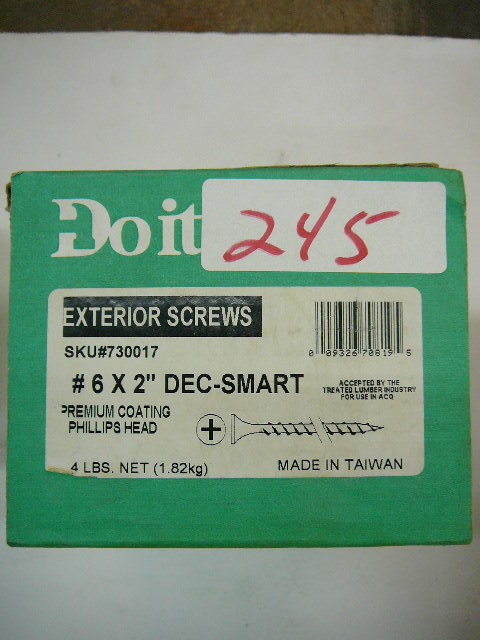 Do it 245
EXTERIOR SCREWS
SKU#730017
0 09326 70819 5
# 6 X 2" DEC-SMART
ACCEPTED BY THE
TREATED LUMBER INDUSTRY
FOR USE IN ACQ
PREMIUM COATING
PHILLIPS HEAD
4 LBS. NET (1.82kg)
MADE IN TAIWAN